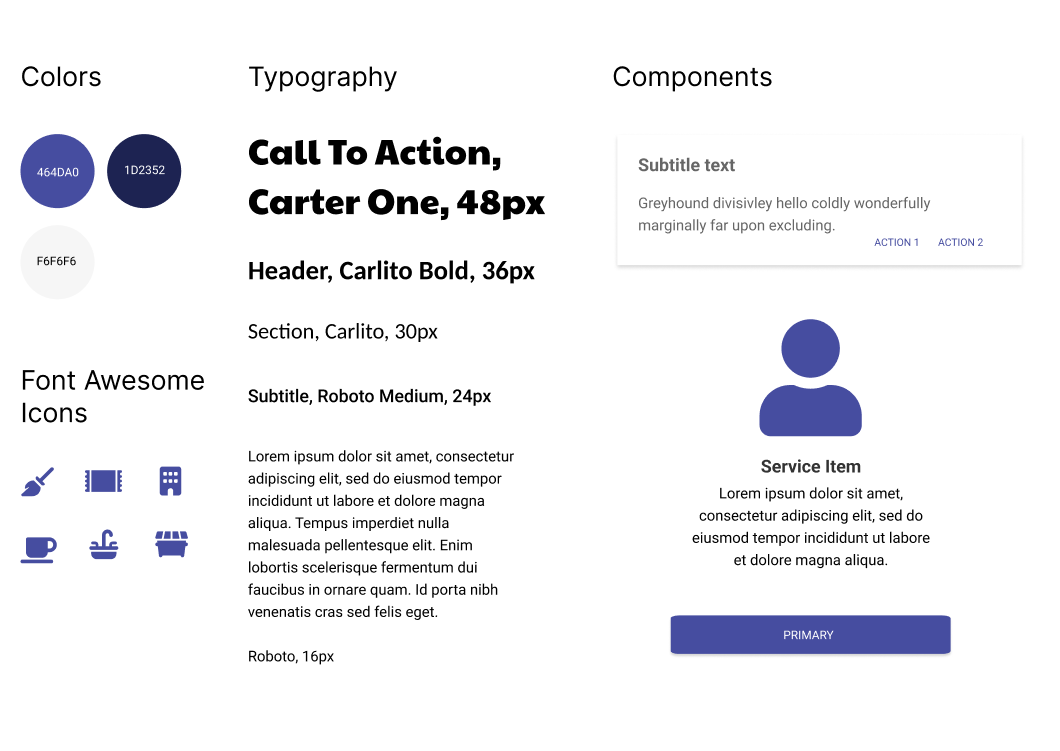 Colors
464DA0
1D2352
F6F6F6
Font Awesome
Icons
Typography
Call To Action,
Carter One, 48px
Header, Carlito Bold, 36px
Section, Carlito, 30px
Subtitle, Roboto Medium, 24px
Lorem ipsum dolor sit amet, consectetur
adipiscing elit, sed do eiusmod tempor
incididunt ut labore et dolore magna
aliqua. Tempus imperdiet nulla
malesuada pellentesque elit. Enim
lobortis scelerisque fermentum dui
faucibus in ornare quam. Id porta nibh
venenatis cras sed felis eget.
Roboto, 16px
Components
Subtitle text
Greyhound divisivley hello coldly wonderfully
marginally far upon excluding.
ACTION 1 ACTION 2
Service Item
Lorem ipsum dolor sit amet,
consectetur adipiscing elit, sed do
eiusmod tempor incididunt ut labore
et dolore magna aliqua.
PRIMARY